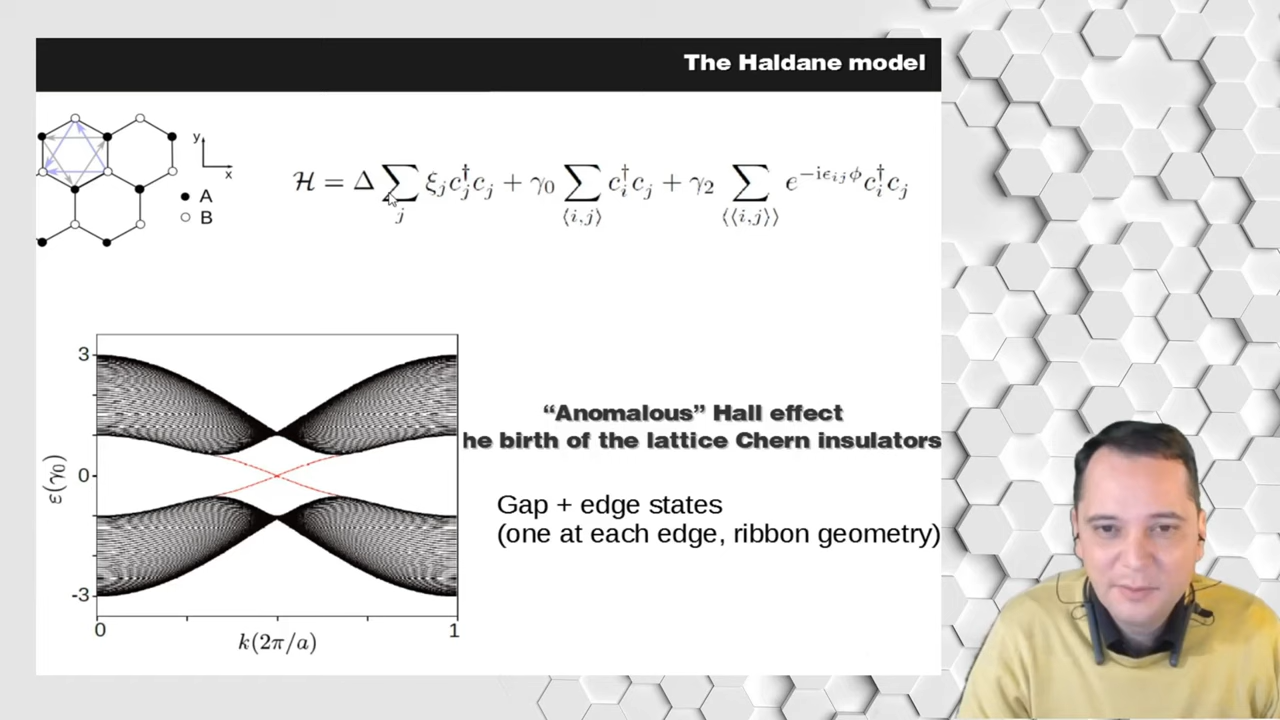 The Haldane model
y
x
A
B
ℋ = Δ ∑_j ξ_j c_j^† c_j + γ_0 ∑_{⟨i,j⟩} c_i^† c_j + γ_2 ∑_{⟨⟨i,j⟩⟩} e^{−iϵ_{ij}ϕ} c_i^† c_j
3
0
-3
ε(γ_0)
0
1
k(2π/a)
“Anomalous” Hall effect
he birth of the lattice Chern insulators
Gap + edge states
(one at each edge, ribbon geometry)